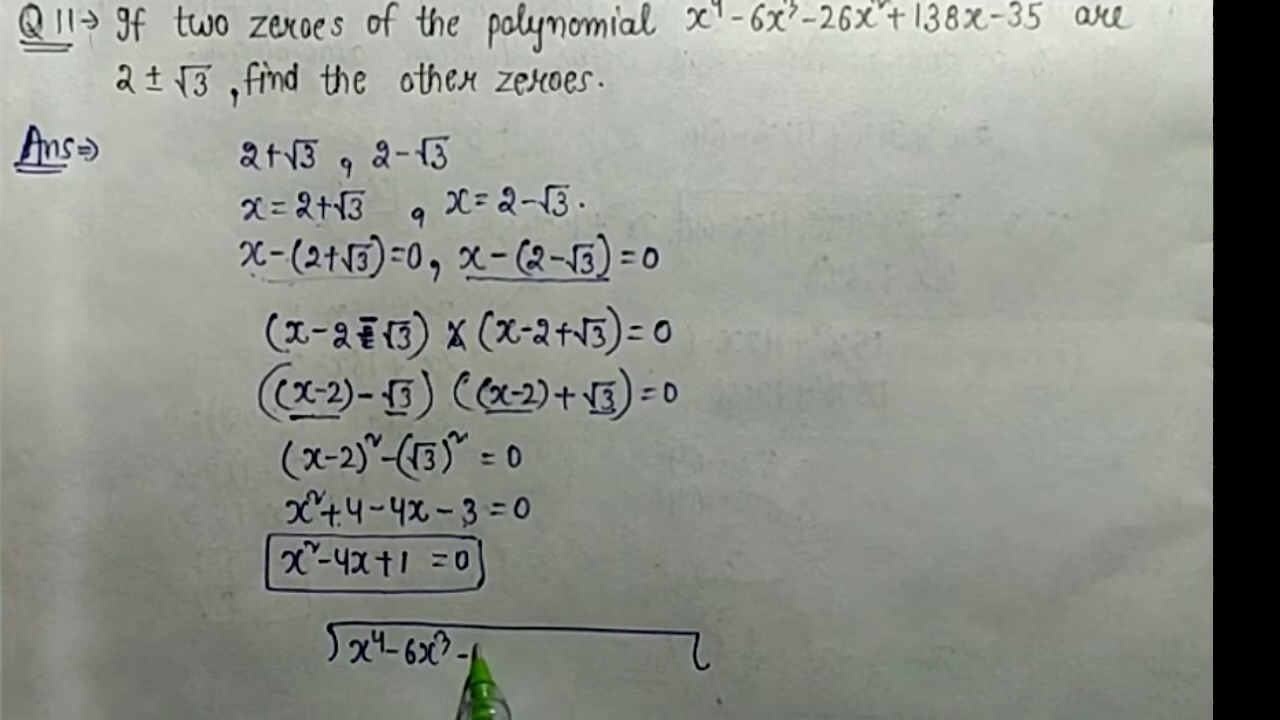 Q11→ If two zeroes of the polynomial x⁴-6x³-26x²+138x-35 are
2±√3, find the other zeroes.
Ans⇒ 2+√3, 2-√3
x=2+√3, x=2-√3.
x-(2+√3)=0, x-(2-√3)=0
(x-2-√3)×(x-2+√3)=0
((x-2)-√3)((x-2)+√3)=0
(x-2)²-(√3)²=0
x²+4-4x-3=0
x²-4x+1=0
x⁴-6x³-